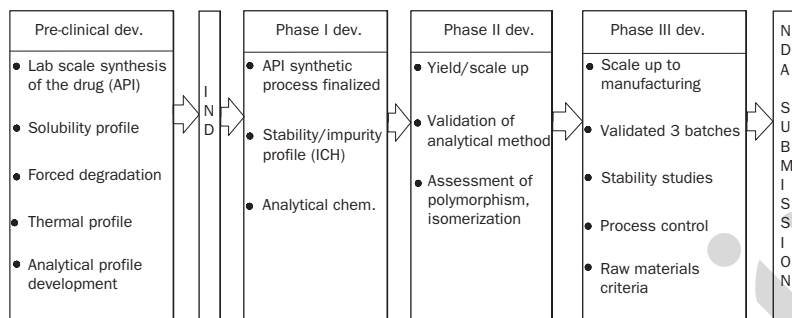 Pre-clinical dev.
Lab scale synthesis
of the drug (API)
Solubility profile
Forced degradation
Thermal profile
Analytical profile
development
IND
Phase I dev.
API synthetic
process finalized
Stability/impurity
profile (ICH)
Analytical chem.
Phase II dev.
Yield/scale up
Validation of
analytical method
Assessment of
polymorphism,
isomerization
Phase III dev.
Scale up to
manufacturing
Validated 3 batches
Stability studies
Process control
Raw materials
criteria
NDA SUBMISSION